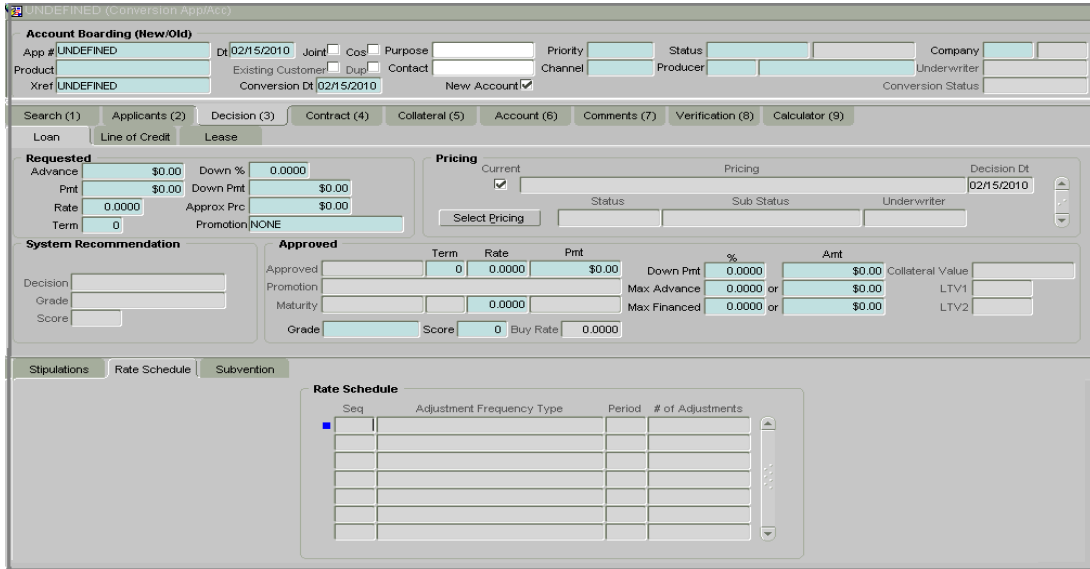 UNDEFINED (Conversion App/Acc)
Account Boarding (New/Old)
App # UNDEFINED Dt 02/15/2010 Joint Cos Purpose Priority Status Company
Product Existing Customer Dup Contact Channel Producer Underwriter
Xref UNDEFINED Conversion Dt 02/15/2010 New Account Conversion Status
Search (1) Applicants (2) Decision (3) Contract (4) Collateral (5) Account (6) Comments (7) Verification (8) Calculator (9)
Loan Line of Credit Lease
Requested
Advance $0.00 Down % 0.0000
Pmt $0.00 Down Pmt $0.00
Rate 0.0000 Approx Prc $0.00
Term 0 Promotion NONE
Pricing
Current Pricing Decision Dt
02/15/2010
Status Sub Status Underwriter
Select Pricing
System Recommendation
Decision
Grade
Score
Approved
Term Rate Pmt % Amt
Approved 0 0.0000 $0.00 Down Pmt 0.0000 $0.00 Collateral Value
Promotion Max Advance 0.0000 or $0.00 LTV1
Maturity 0.0000 Max Financed 0.0000 or $0.00 LTV2
Grade Score 0 Buy Rate 0.0000
Stipulations Rate Schedule Subvention
Rate Schedule
Seq Adjustment Frequency Type Period # of Adjustments